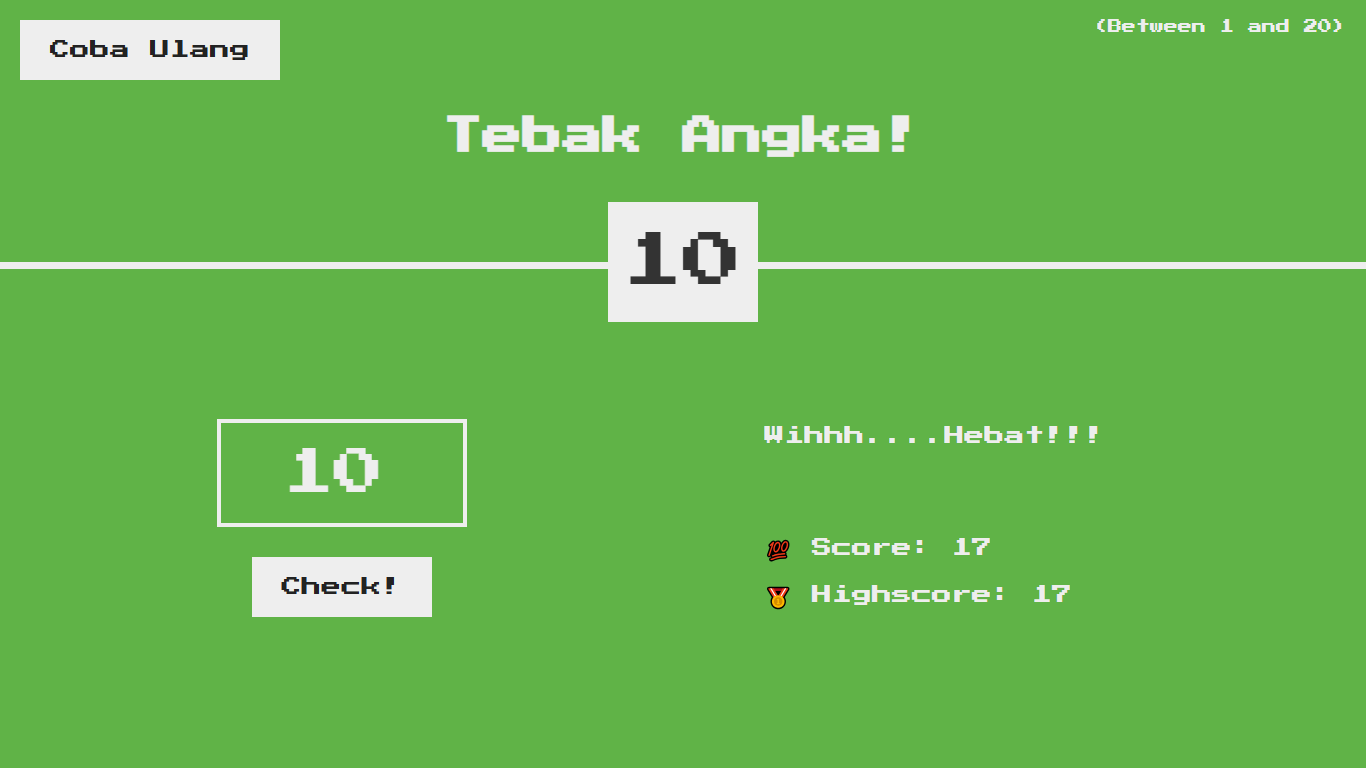 Coba Ulang
(Between 1 and 20)
Tebak Angka!
10
10
Check!
Wihhh....Hebat!!!
💯 Score: 17
🥇 Highscore: 17